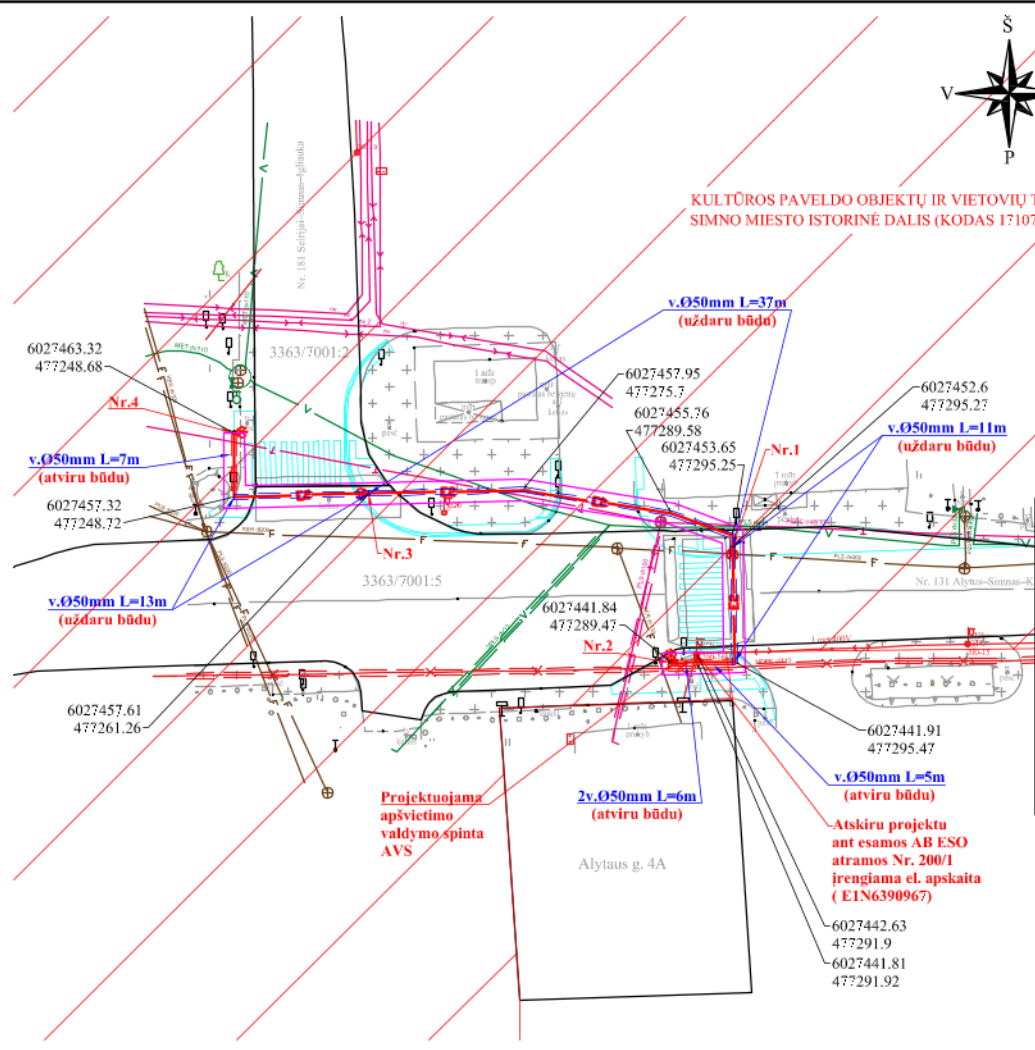 Š
V
P
KULTŪROS PAVELDO OBJEKTŲ IR VIETOVIŲ T
SIMNO MIESTO ISTORINĖ DALIS (KODAS 17107
Nr. 181 Seirijai–Simnas–Igliauka
v.Ø50mm L=37m
(uždaru būdu)
6027463.32
477248.68
3363/7001:2
Nr.4
6027457.95
477275.7
6027455.76
477289.58
6027453.65
477295.25
6027452.6
477295.27
v.Ø50mm L=11m
(uždaru būdu)
Nr.1
v.Ø50mm L=7m
(atviru būdu)
6027457.32
477248.72
Nr.3
3363/7001:5
Nr. 131 Alytus–Simnas–K
v.Ø50mm L=13m
(uždaru būdu)
6027441.84
477289.47
Nr.2
6027457.61
477261.26
6027441.91
477295.47
v.Ø50mm L=5m
(atviru būdu)
2v.Ø50mm L=6m
(atviru būdu)
Projektuojama
apšvietimo
valdymo spinta
AVS
Atskiru projektu
ant esamos AB ESO
atramos Nr. 200/1
įrengiama el. apskaita
( E1N6390967)
Alytaus g. 4A
6027442.63
477291.9
6027441.81
477291.92